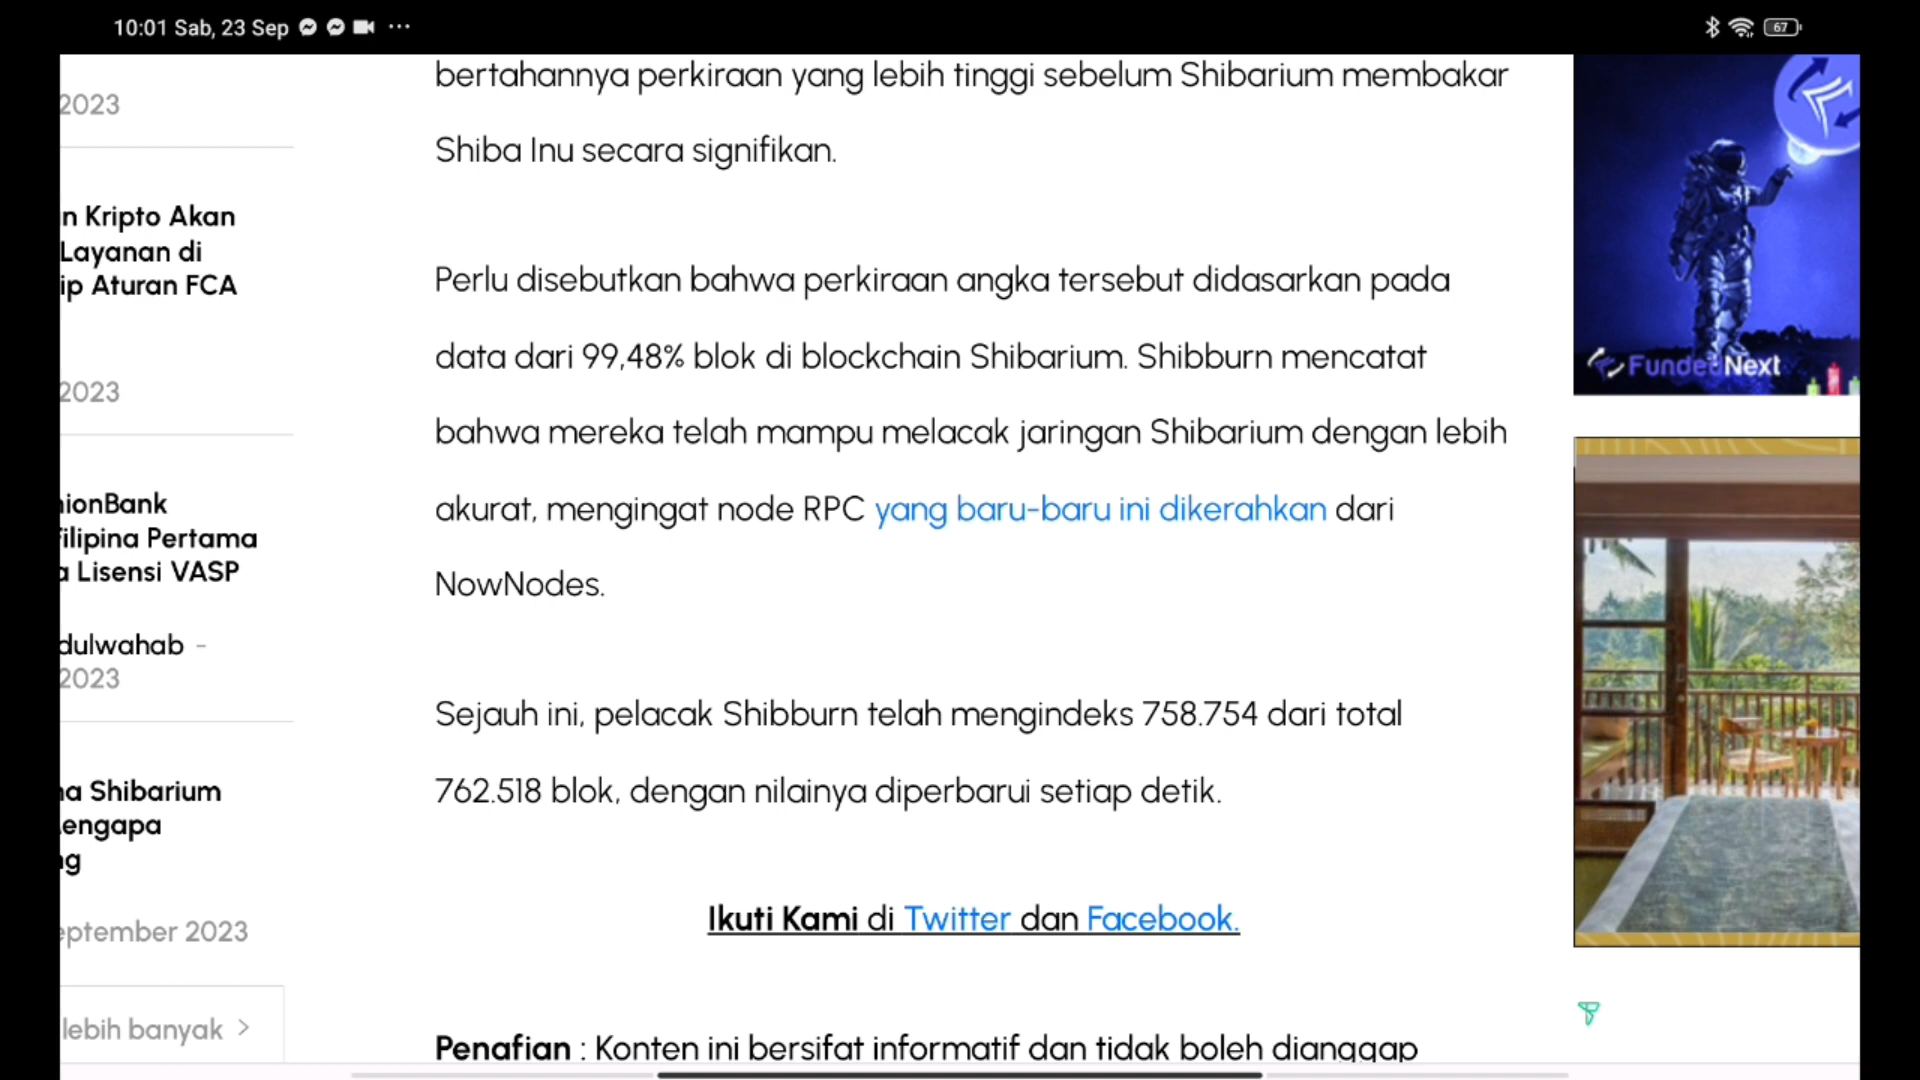 10:01 Sab, 23 Sep
67
2023
n Kripto Akan
Layanan di
ip Aturan FCA
2023
ionBank
Filipina Pertama
a Lisensi VASP
dulwahab -
2023
a Shibarium
engapa
g
eptember 2023
lebih banyak
bertahannya perkiraan yang lebih tinggi sebelum Shibarium membakar
Shiba Inu secara signifikan.
Perlu disebutkan bahwa perkiraan angka tersebut didasarkan pada
data dari 99,48% blok di blockchain Shibarium. Shibburn mencatat
bahwa mereka telah mampu melacak jaringan Shibarium dengan lebih
akurat, mengingat node RPC yang baru-baru ini dikerahkan dari
NowNodes.
Sejauh ini, pelacak Shibburn telah mengindeks 758.754 dari total
762.518 blok, dengan nilainya diperbarui setiap detik.
Ikuti Kami di Twitter dan Facebook.
Penafian : Konten ini bersifat informatif dan tidak boleh dianggap
FundedNext